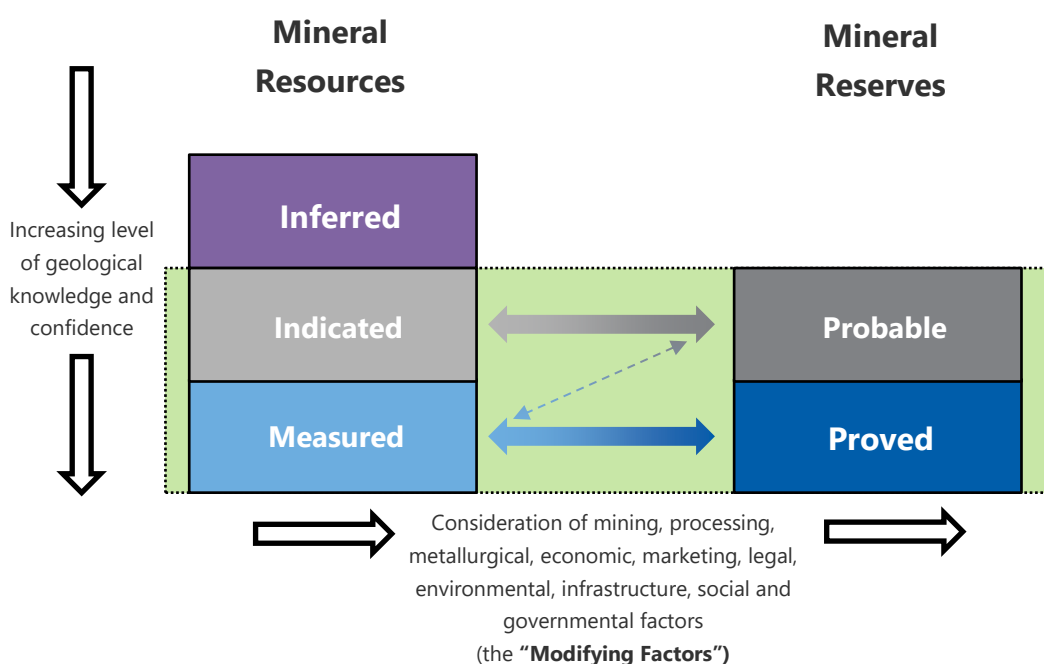 Mineral
Resources
Mineral
Reserves
Inferred
Increasing level
of geological
knowledge and
confidence
Indicated
Probable
Measured
Proved
Consideration of mining, processing,
metallurgical, economic, marketing, legal,
environmental, infrastructure, social and
governmental factors
(the “Modifying Factors”)